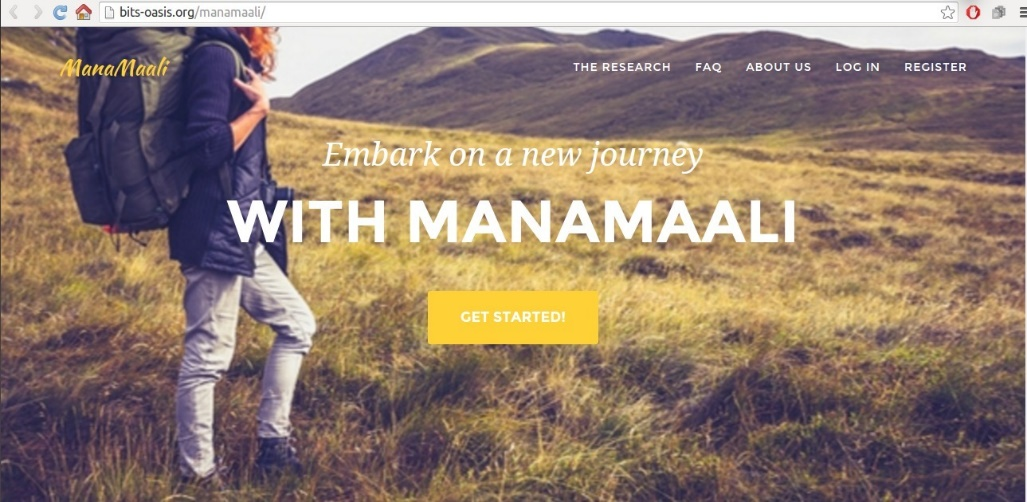 bits-oasis.org/manamaali/
ManaMaali
THE RESEARCH FAQ ABOUT US LOG IN REGISTER
Embark on a new journey
WITH MANAMAALI
GET STARTED!